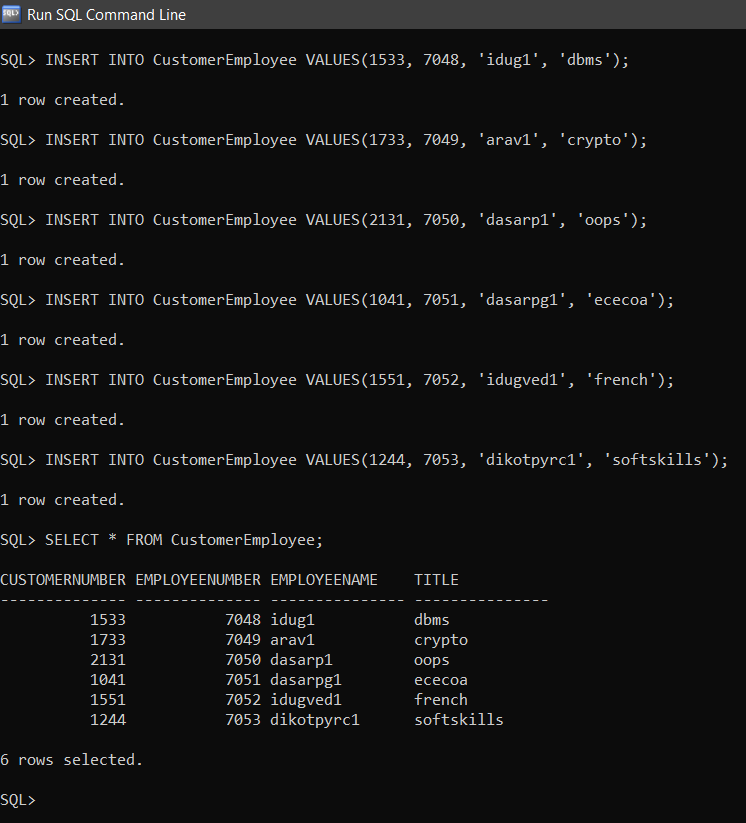 Run SQL Command Line
SQL> INSERT INTO CustomerEmployee VALUES(1533, 7048, 'idug1', 'dbms');
1 row created.
SQL> INSERT INTO CustomerEmployee VALUES(1733, 7049, 'arav1', 'crypto');
1 row created.
SQL> INSERT INTO CustomerEmployee VALUES(2131, 7050, 'dasarp1', 'oops');
1 row created.
SQL> INSERT INTO CustomerEmployee VALUES(1041, 7051, 'dasarpg1', 'ececoa');
1 row created.
SQL> INSERT INTO CustomerEmployee VALUES(1551, 7052, 'idugved1', 'french');
1 row created.
SQL> INSERT INTO CustomerEmployee VALUES(1244, 7053, 'dikotpyrc1', 'softskills');
1 row created.
SQL> SELECT * FROM CustomerEmployee;
CUSTOMERNUMBER EMPLOYEENUMBER EMPLOYEENAME    TITLE
-------------- -------------- --------------- ---------------
          1533           7048 idug1           dbms
          1733           7049 arav1           crypto
          2131           7050 dasarp1         oops
          1041           7051 dasarpg1        ececoa
          1551           7052 idugved1        french
          1244           7053 dikotpyrc1      softskills
6 rows selected.
SQL>